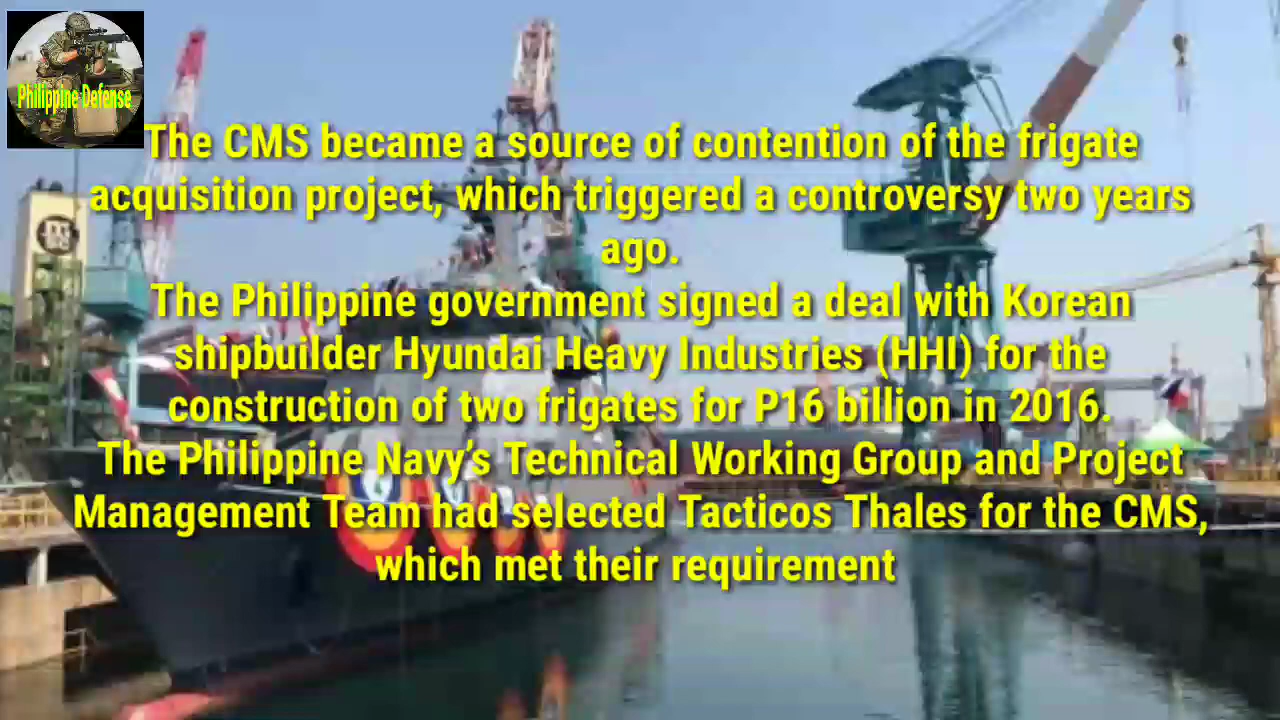 Philippine Defense
The CMS became a source of contention of the frigate
acquisition project, which triggered a controversy two years
ago.
The Philippine government signed a deal with Korean
shipbuilder Hyundai Heavy Industries (HHI) for the
construction of two frigates for P16 billion in 2016.
The Philippine Navy’s Technical Working Group and Project
Management Team had selected Tacticos Thales for the CMS,
which met their requirement